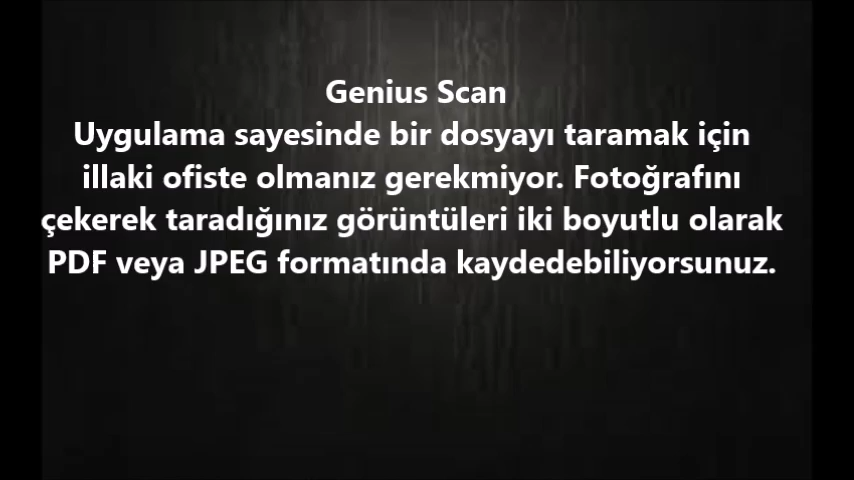 Genius Scan
Uygulama sayesinde bir dosyayı taramak için
illaki ofiste olmanız gerekmiyor. Fotoğrafını
çekerek taradığınız görüntüleri iki boyutlu olarak
PDF veya JPEG formatında kaydedebiliyorsunuz.